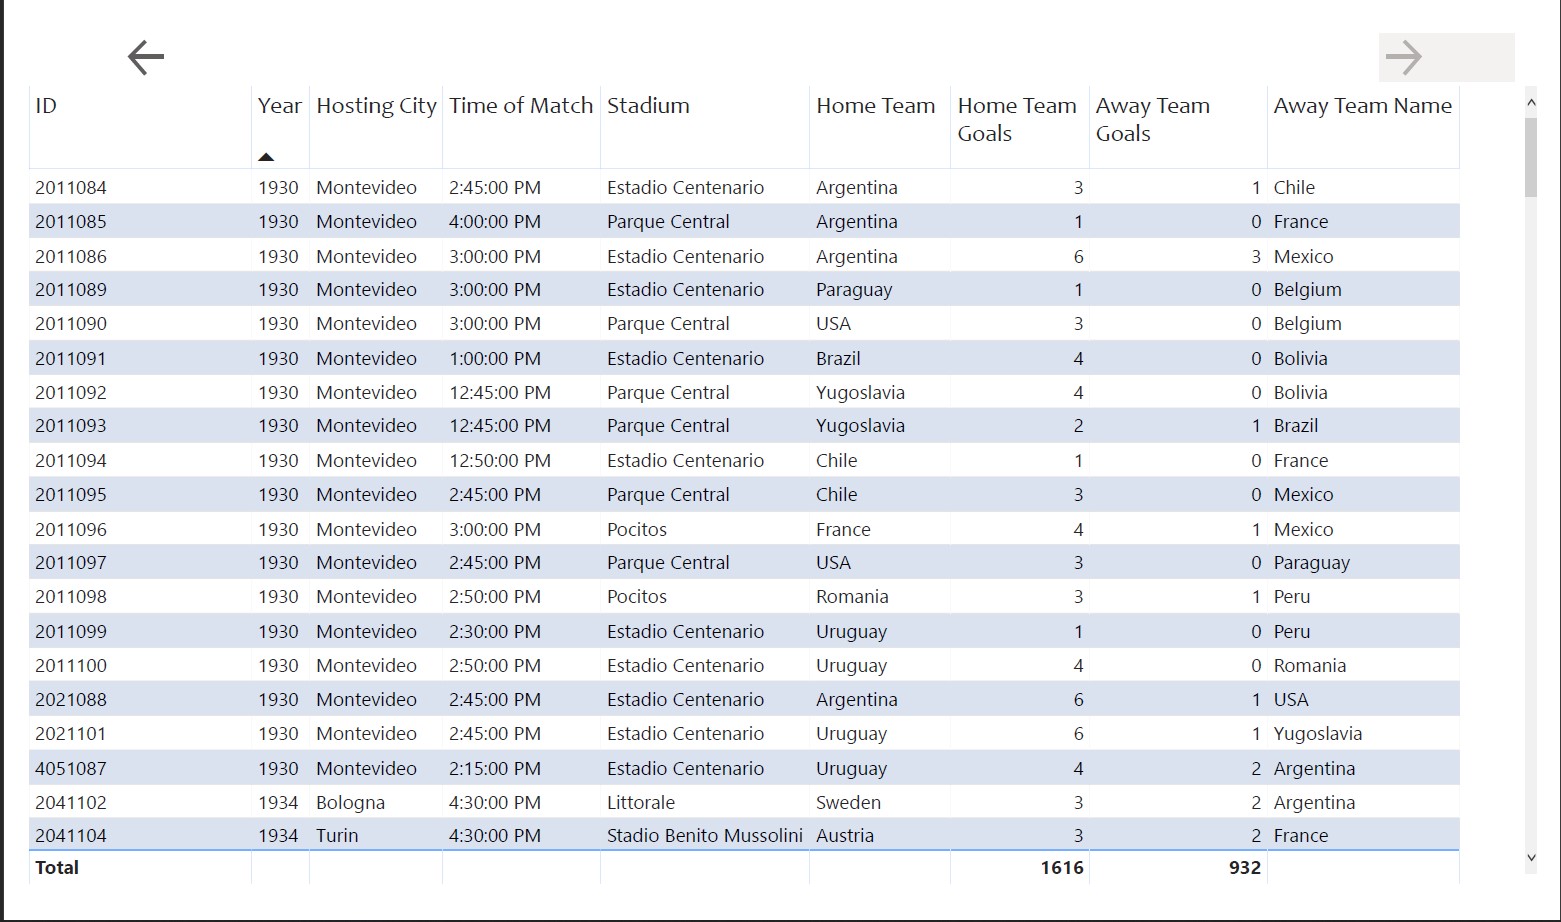 ID Year Hosting City Time of Match Stadium Home Team Home Team Goals Away Team Goals Away Team Name
2011084 1930 Montevideo 2:45:00 PM Estadio Centenario Argentina 3 1 Chile
2011085 1930 Montevideo 4:00:00 PM Parque Central Argentina 1 0 France
2011086 1930 Montevideo 3:00:00 PM Estadio Centenario Argentina 6 3 Mexico
2011089 1930 Montevideo 3:00:00 PM Estadio Centenario Paraguay 1 0 Belgium
2011090 1930 Montevideo 3:00:00 PM Parque Central USA 3 0 Belgium
2011091 1930 Montevideo 1:00:00 PM Estadio Centenario Brazil 4 0 Bolivia
2011092 1930 Montevideo 12:45:00 PM Parque Central Yugoslavia 4 0 Bolivia
2011093 1930 Montevideo 12:45:00 PM Parque Central Yugoslavia 2 1 Brazil
2011094 1930 Montevideo 12:50:00 PM Estadio Centenario Chile 1 0 France
2011095 1930 Montevideo 2:45:00 PM Parque Central Chile 3 0 Mexico
2011096 1930 Montevideo 3:00:00 PM Pocitos France 4 1 Mexico
2011097 1930 Montevideo 2:45:00 PM Parque Central USA 3 0 Paraguay
2011098 1930 Montevideo 2:50:00 PM Pocitos Romania 3 1 Peru
2011099 1930 Montevideo 2:30:00 PM Estadio Centenario Uruguay 1 0 Peru
2011100 1930 Montevideo 2:50:00 PM Estadio Centenario Uruguay 4 0 Romania
2021088 1930 Montevideo 2:45:00 PM Estadio Centenario Argentina 6 1 USA
2021101 1930 Montevideo 2:45:00 PM Estadio Centenario Uruguay 6 1 Yugoslavia
4051087 1930 Montevideo 2:15:00 PM Estadio Centenario Uruguay 4 2 Argentina
2041102 1934 Bologna 4:30:00 PM Littorale Sweden 3 2 Argentina
2041104 1934 Turin 4:30:00 PM Stadio Benito Mussolini Austria 3 2 France
Total 1616 932